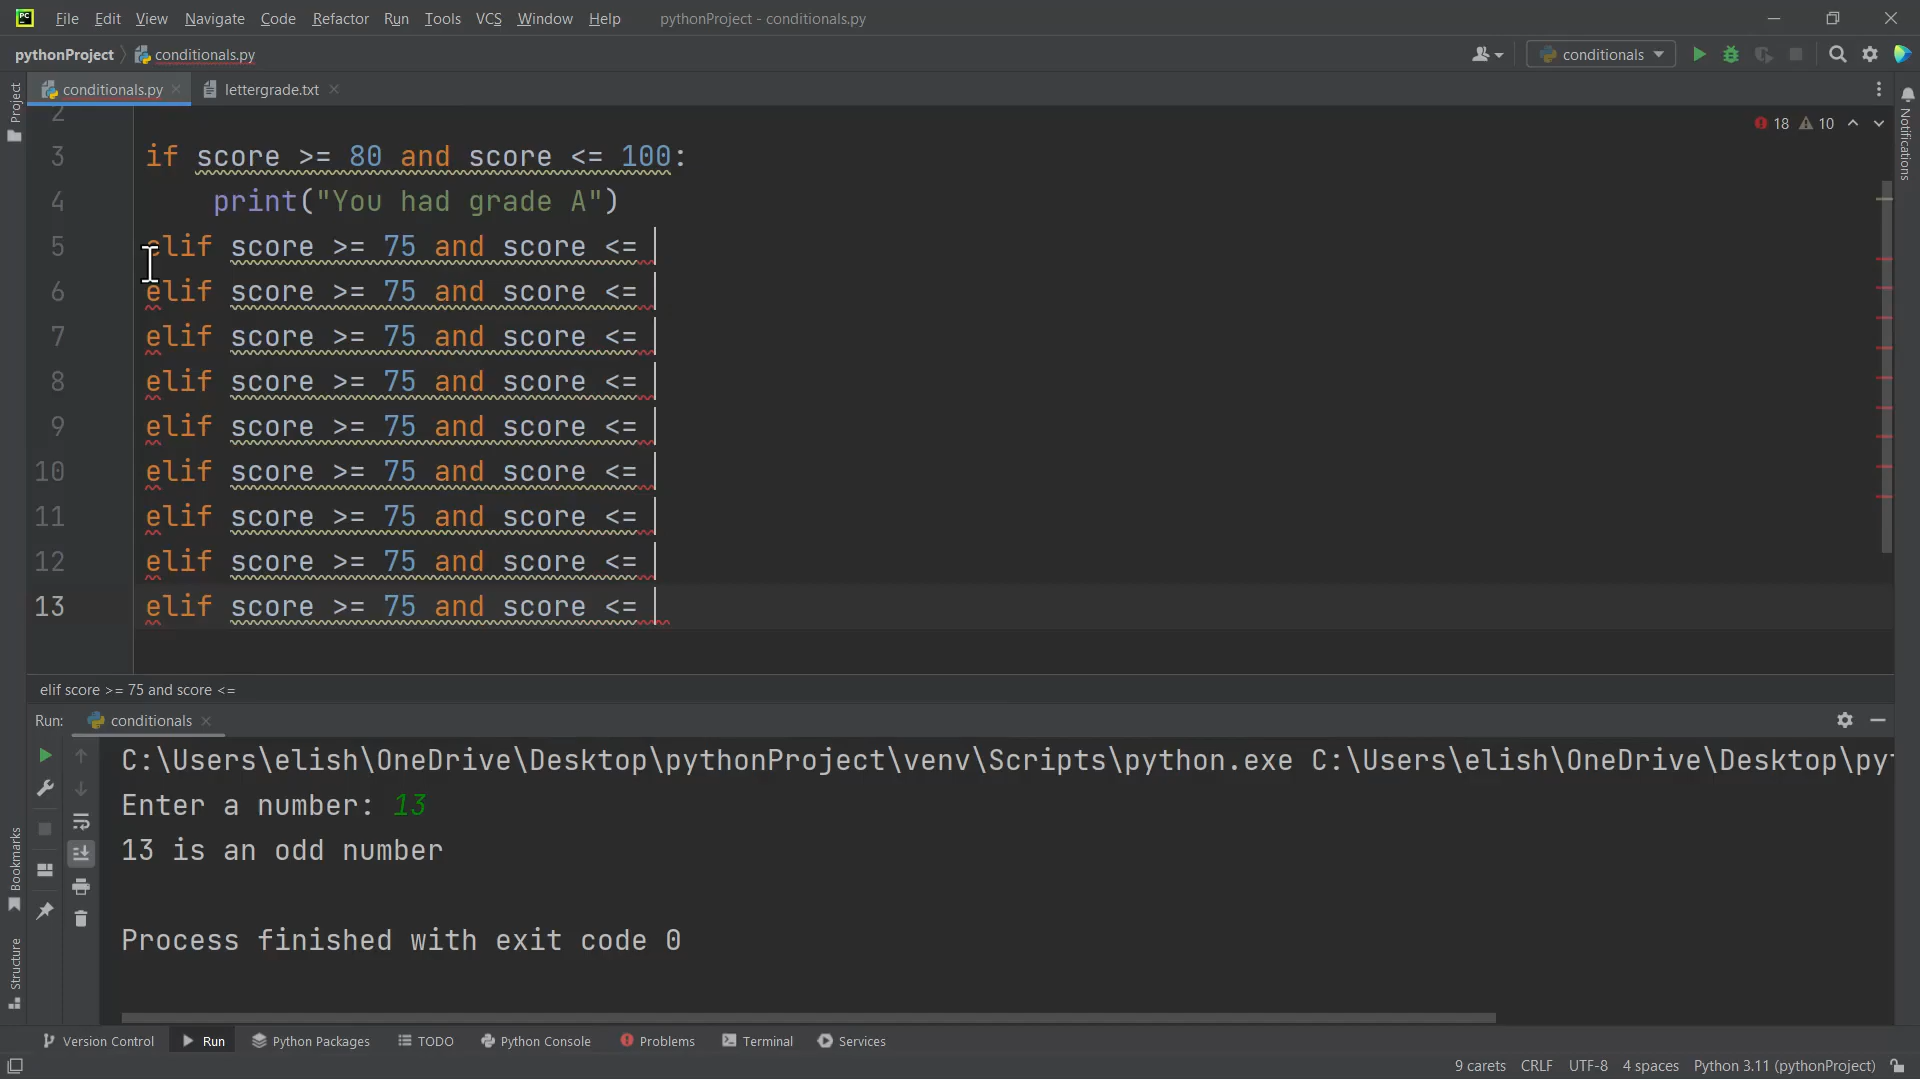 PC File Edit View Navigate Code Refactor Run Tools VCS Window Help pythonProject - conditionals.py
pythonProject conditionals.py conditionals
conditionals.py lettergrade.txt
Project
Notifications
18 10
2
3 if score >= 80 and score <= 100:
4 print("You had grade A")
5 elif score >= 75 and score <=
6 elif score >= 75 and score <=
7 elif score >= 75 and score <=
8 elif score >= 75 and score <=
9 elif score >= 75 and score <=
10 elif score >= 75 and score <=
11 elif score >= 75 and score <=
12 elif score >= 75 and score <=
13 elif score >= 75 and score <=
elif score >= 75 and score <=
Run: conditionals
C:\Users\elish\OneDrive\Desktop\pythonProject\venv\Scripts\python.exe C:\Users\elish\OneDrive\Desktop\py
Enter a number: 13
13 is an odd number
Process finished with exit code 0
Bookmarks
Structure
Version Control Run Python Packages TODO Python Console Problems Terminal Services
9 carets CRLF UTF-8 4 spaces Python 3.11 (pythonProject)